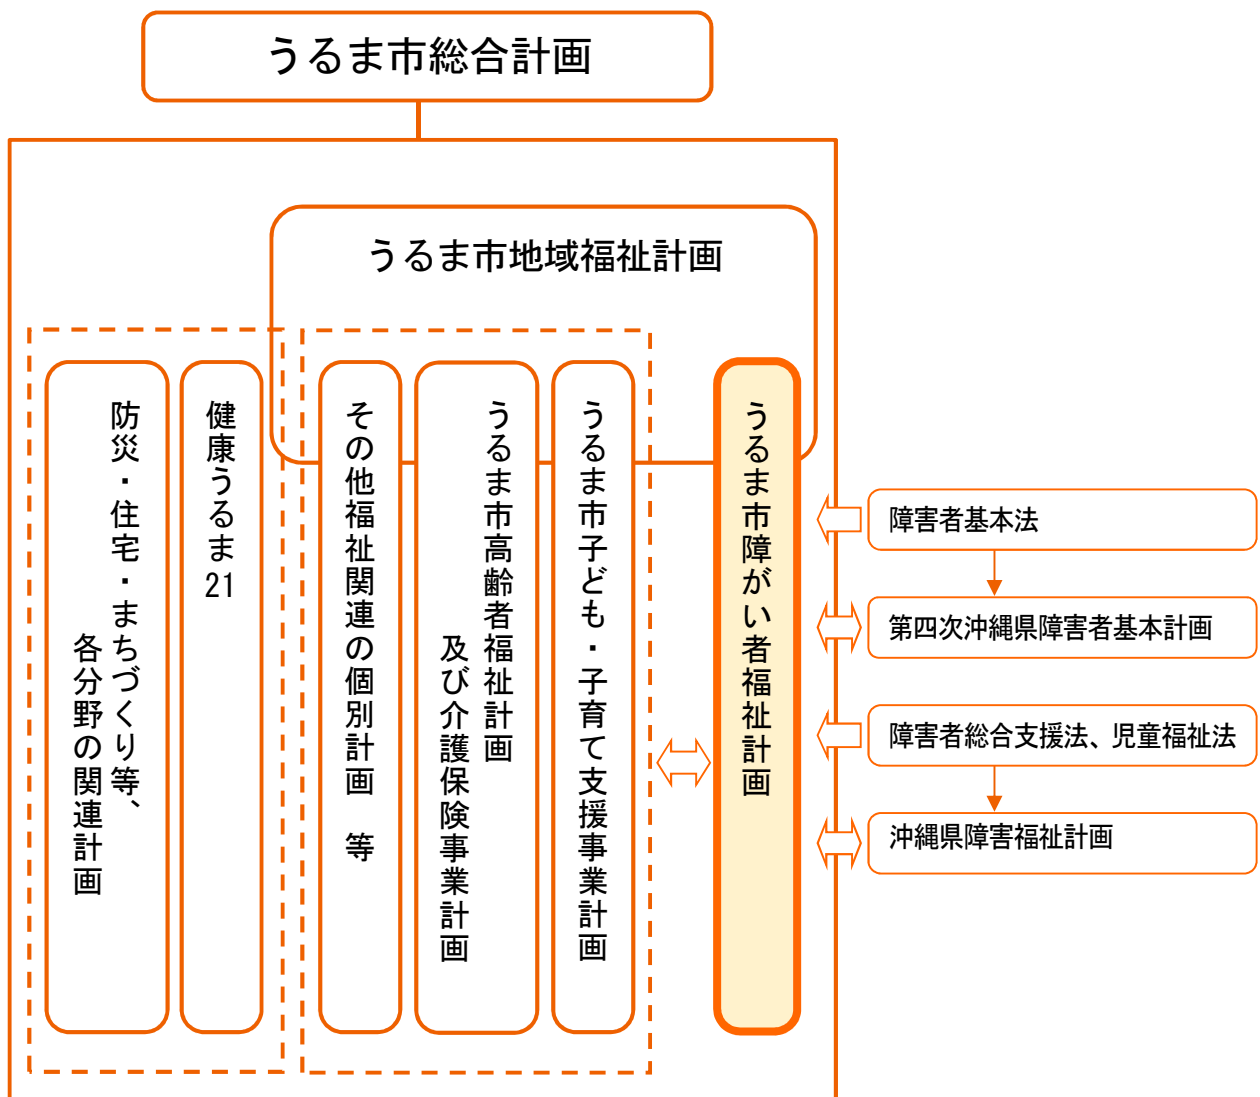 うるま市総合計画
うるま市地域福祉計画
うるま市障がい者福祉計画
うるま市子ども・子育て支援事業計画
うるま市高齢者福祉計画
及び介護保険事業計画
その他福祉関連の個別計画　等
健康うるま21
防災・住宅・まちづくり等、
各分野の関連計画
障害者基本法
第四次沖縄県障害者基本計画
障害者総合支援法、児童福祉法
沖縄県障害福祉計画